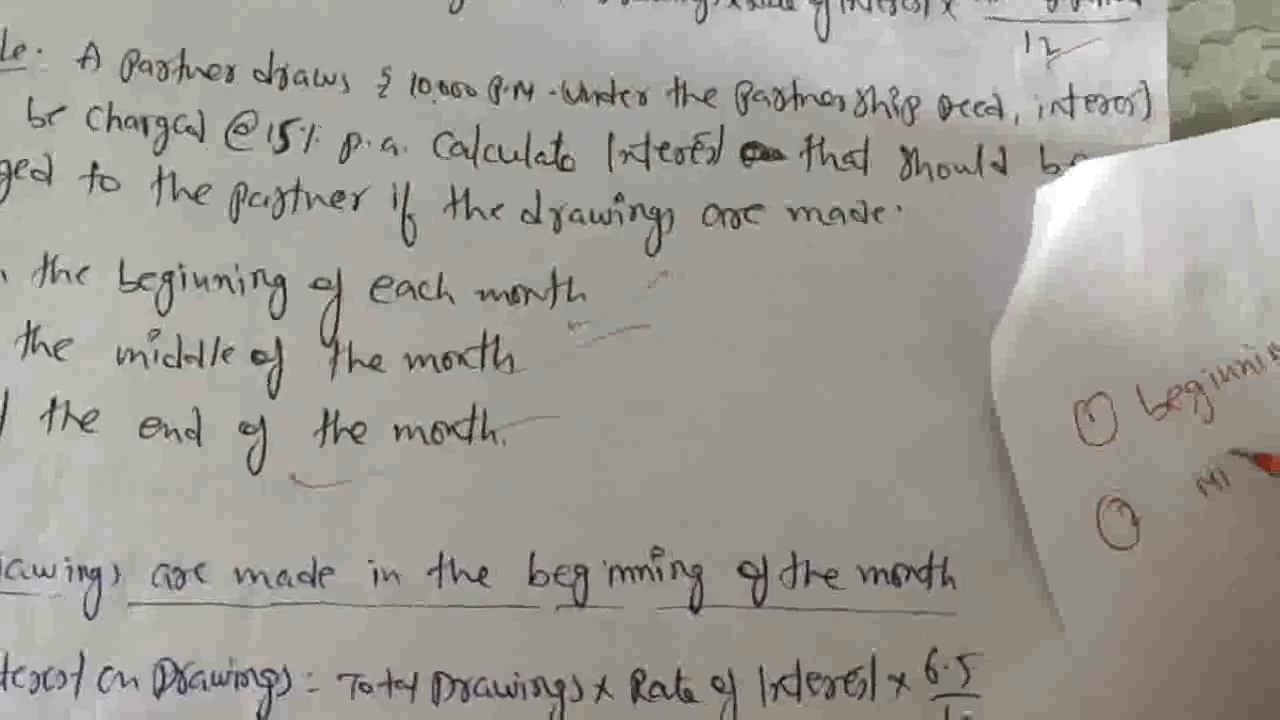 12
le. A Partner draws ₹ 10,000 P.M. Under the Partnership Deed, interest
be charged @ 15% p.a. Calculate Interest that should be
ged to the partner if the drawings are made.
the beginning of each month
the middle of the month
the end of the month.
① beginnin
② Mi
awings are made in the beginning of the month
terest on Drawings = Total Drawings x Rate of Interest x 6.5